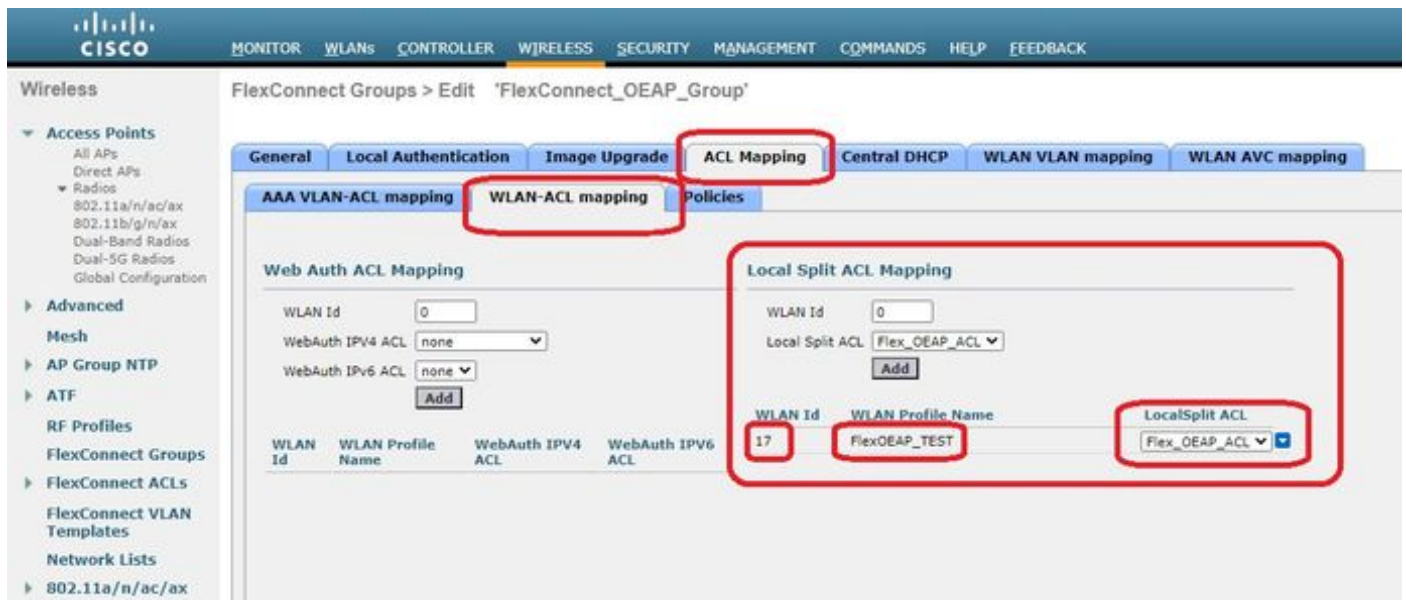 CISCO
MONITOR WLANs CONTROLLER WIRELESS SECURITY MANAGEMENT COMMANDS HELP FEEDBACK
Wireless
FlexConnect Groups > Edit 'FlexConnect_OEAP_Group'
Access Points
All APs
Direct APs
Radios
802.11a/n/ac/ax
802.11b/g/n/ax
Dual-Band Radios
Dual-5G Radios
Global Configuration
Advanced
Mesh
AP Group NTP
ATF
RF Profiles
FlexConnect Groups
FlexConnect ACLs
FlexConnect VLAN
Templates
Network Lists
802.11a/n/ac/ax
General Local Authentication Image Upgrade ACL Mapping Central DHCP WLAN VLAN mapping WLAN AVC mapping
AAA VLAN-ACL mapping WLAN-ACL mapping Policies
Web Auth ACL Mapping
WLAN Id 0
WebAuth IPV4 ACL none
WebAuth IPv6 ACL none
Add
WLAN Id WLAN Profile Name WebAuth IPV4 ACL WebAuth IPV6 ACL
Local Split ACL Mapping
WLAN Id 0
Local Split ACL Flex_OEAP_ACL
Add
WLAN Id WLAN Profile Name LocalSplit ACL
17 FlexOEAP_TEST Flex_OEAP_ACL